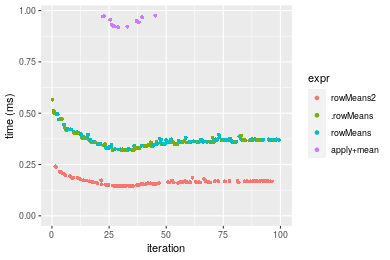 1.00
0.75
0.50
0.25
0.00
time (ms)
0
25
50
75
100
iteration
expr
rowMeans2
.rowMeans
rowMeans
apply+mean